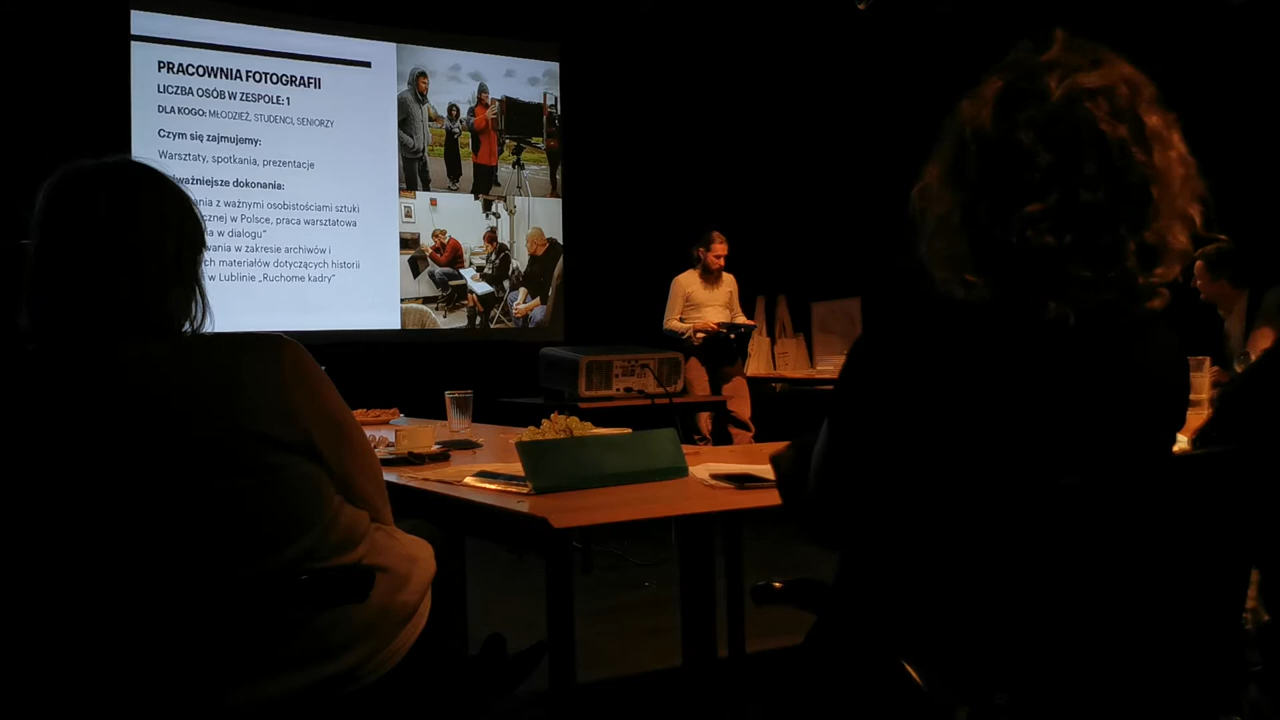 PRACOWNIA FOTOGRAFII
LICZBA OSÓB W ZESPOLE: 1
DLA KOGO: MŁODZIEŻ, STUDENCI, SENIORZY
Czym się zajmujemy:
Warsztaty, spotkania, prezentacje
dokonania:
z ważnymi osobistościami sztuki
w Polsce, praca warsztatowa
w dialogu"
w zakresie archiwów i
materiałów dotyczących historii
w Lublinie „Ruchome kadry"